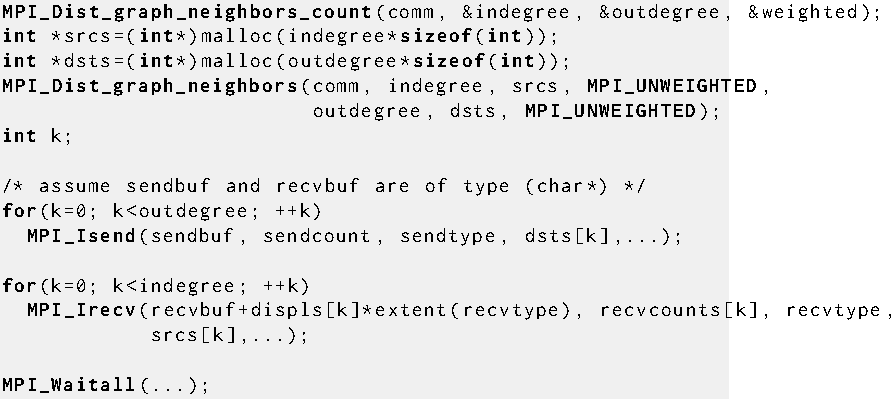 MPI_Dist_graph_neighbors_count(comm, &indegree, &outdegree, &weighted);
int *srcs=(int*)malloc(indegree*sizeof(int));
int *dsts=(int*)malloc(outdegree*sizeof(int));
MPI_Dist_graph_neighbors(comm, indegree, srcs, MPI_UNWEIGHTED,
                         outdegree, dsts, MPI_UNWEIGHTED);
int k;

/* assume sendbuf and recvbuf are of type (char*) */
for(k=0; k<outdegree; ++k)
  MPI_Isend(sendbuf, sendcount, sendtype, dsts[k],...);

for(k=0; k<indegree; ++k)
  MPI_Irecv(recvbuf+displs[k]*extent(recvtype), recvcounts[k], recvtype,
            srcs[k],...);

MPI_Waitall(...);